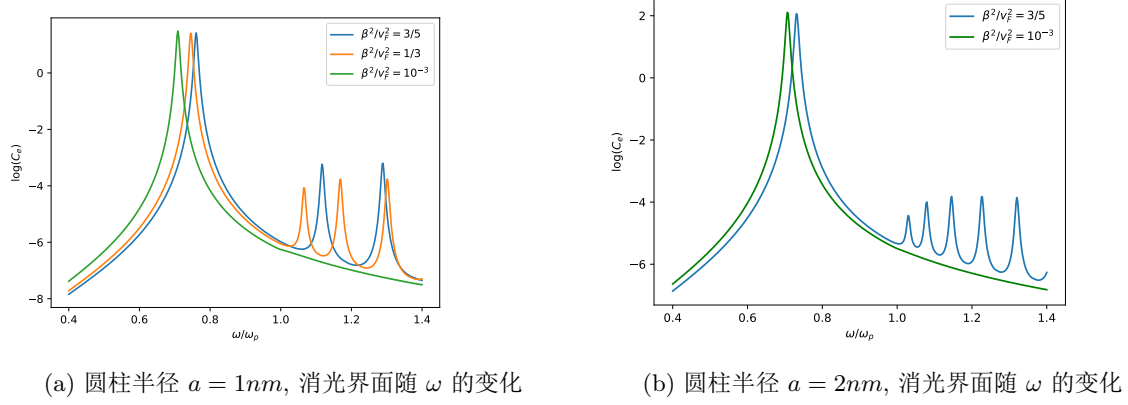 β²/v_F² = 3/5
β²/v_F² = 1/3
β²/v_F² = 10⁻³
log(C_e)
0
−2
−4
−6
−8
0.4 0.6 0.8 1.0 1.2 1.4
ω/ω_p
(a) 圆柱半径 a = 1nm, 消光界面随 ω 的变化
β²/v_F² = 3/5
β²/v_F² = 10⁻³
log(C_e)
2
0
−2
−4
−6
0.4 0.6 0.8 1.0 1.2 1.4
ω/ω_p
(b) 圆柱半径 a = 2nm, 消光界面随 ω 的变化